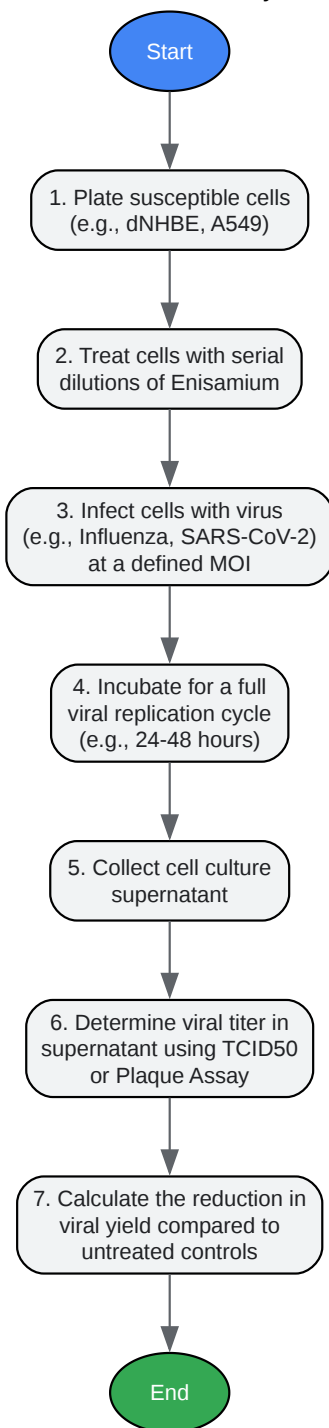 Start
1. Plate susceptible cells
(e.g., dNHBE, A549)
2. Treat cells with serial
dilutions of Enisamium
3. Infect cells with virus
(e.g., Influenza, SARS-CoV-2)
at a defined MOI
4. Incubate for a full
viral replication cycle
(e.g., 24-48 hours)
5. Collect cell culture
supernatant
6. Determine viral titer in
supernatant using TCID50
or Plaque Assay
7. Calculate the reduction in
viral yield compared to
untreated controls
End